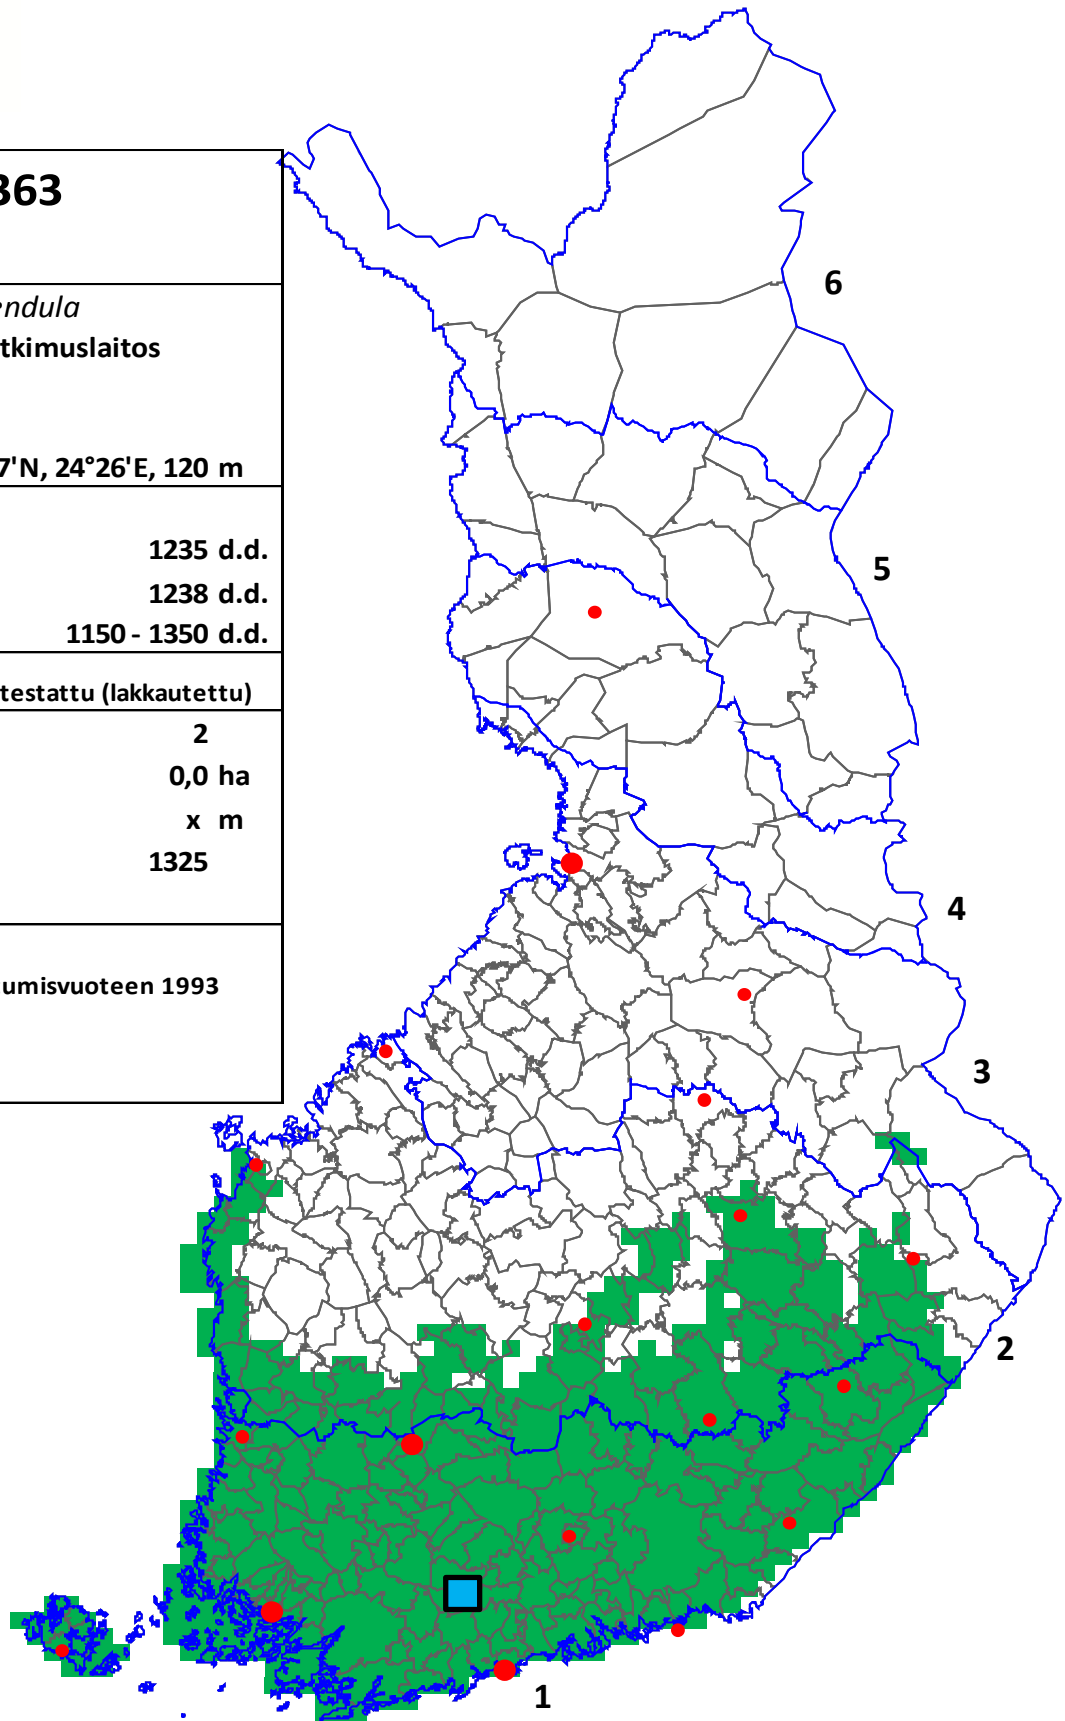 363
endula
tkimuslaitos
7'N, 24°26'E, 120 m
1235 d.d.
1238 d.d.
1150 - 1350 d.d.
testattu (lakkautettu)
2
0,0 ha
x m
1325
umisvuoteen 1993
6
5
4
3
2
1